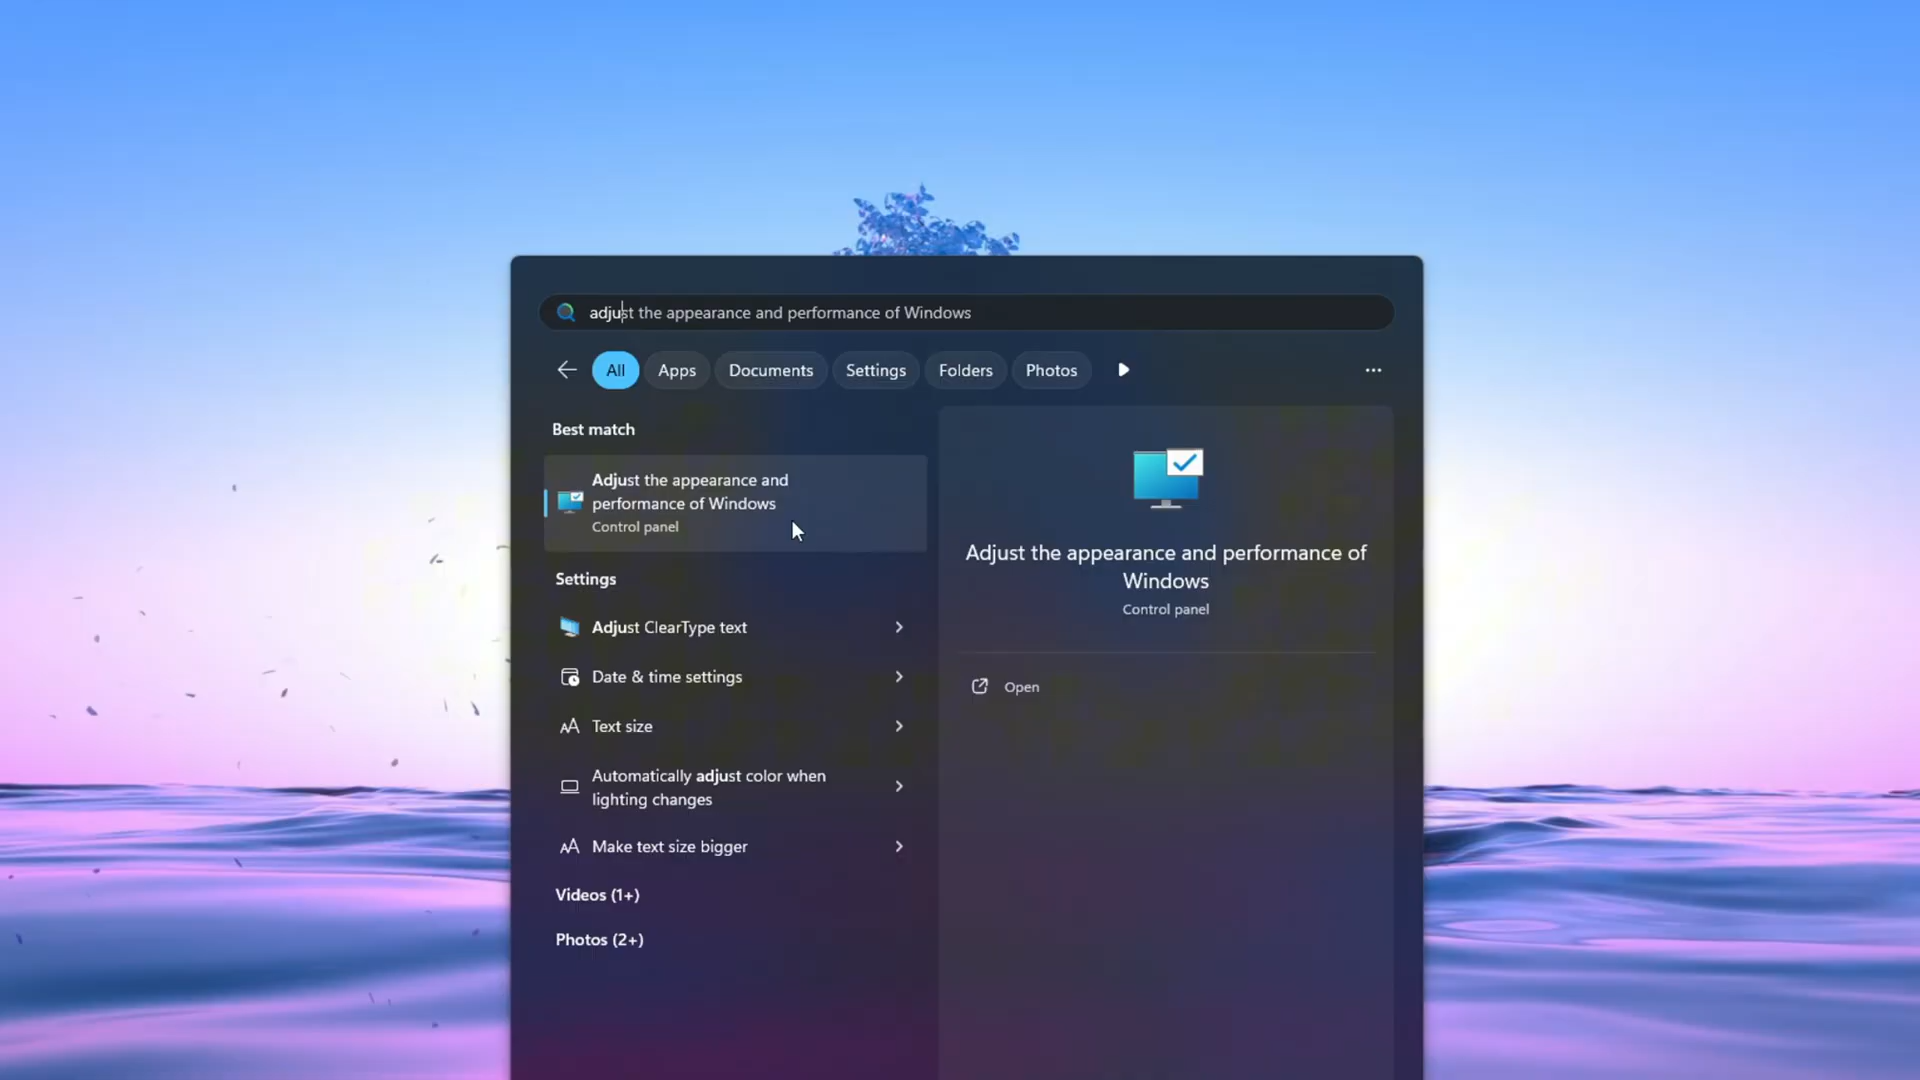 adjust the appearance and performance of Windows
All Apps Documents Settings Folders Photos
Best match
Adjust the appearance and
performance of Windows
Control panel
Settings
Adjust ClearType text
Date & time settings
AA Text size
Automatically adjust color when
lighting changes
AA Make text size bigger
Videos (1+)
Photos (2+)
Adjust the appearance and performance of
Windows
Control panel
Open